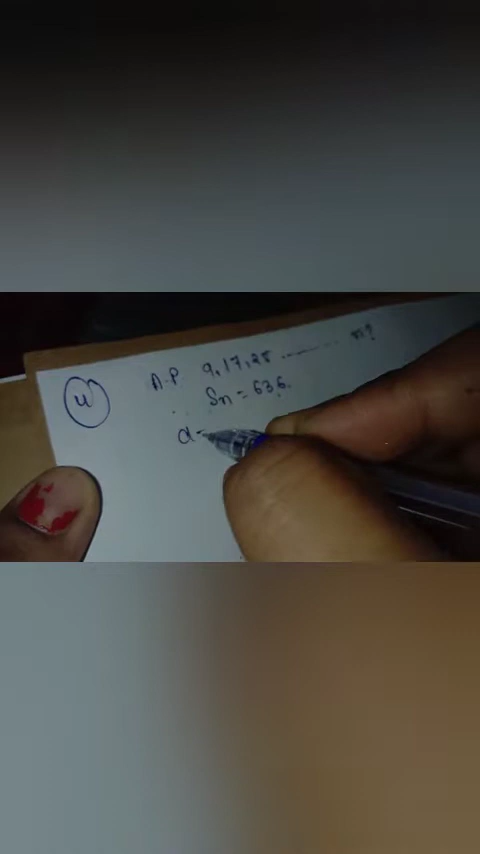 4
A.P 9,17,25 ............ n?
Sn = 636.
a =